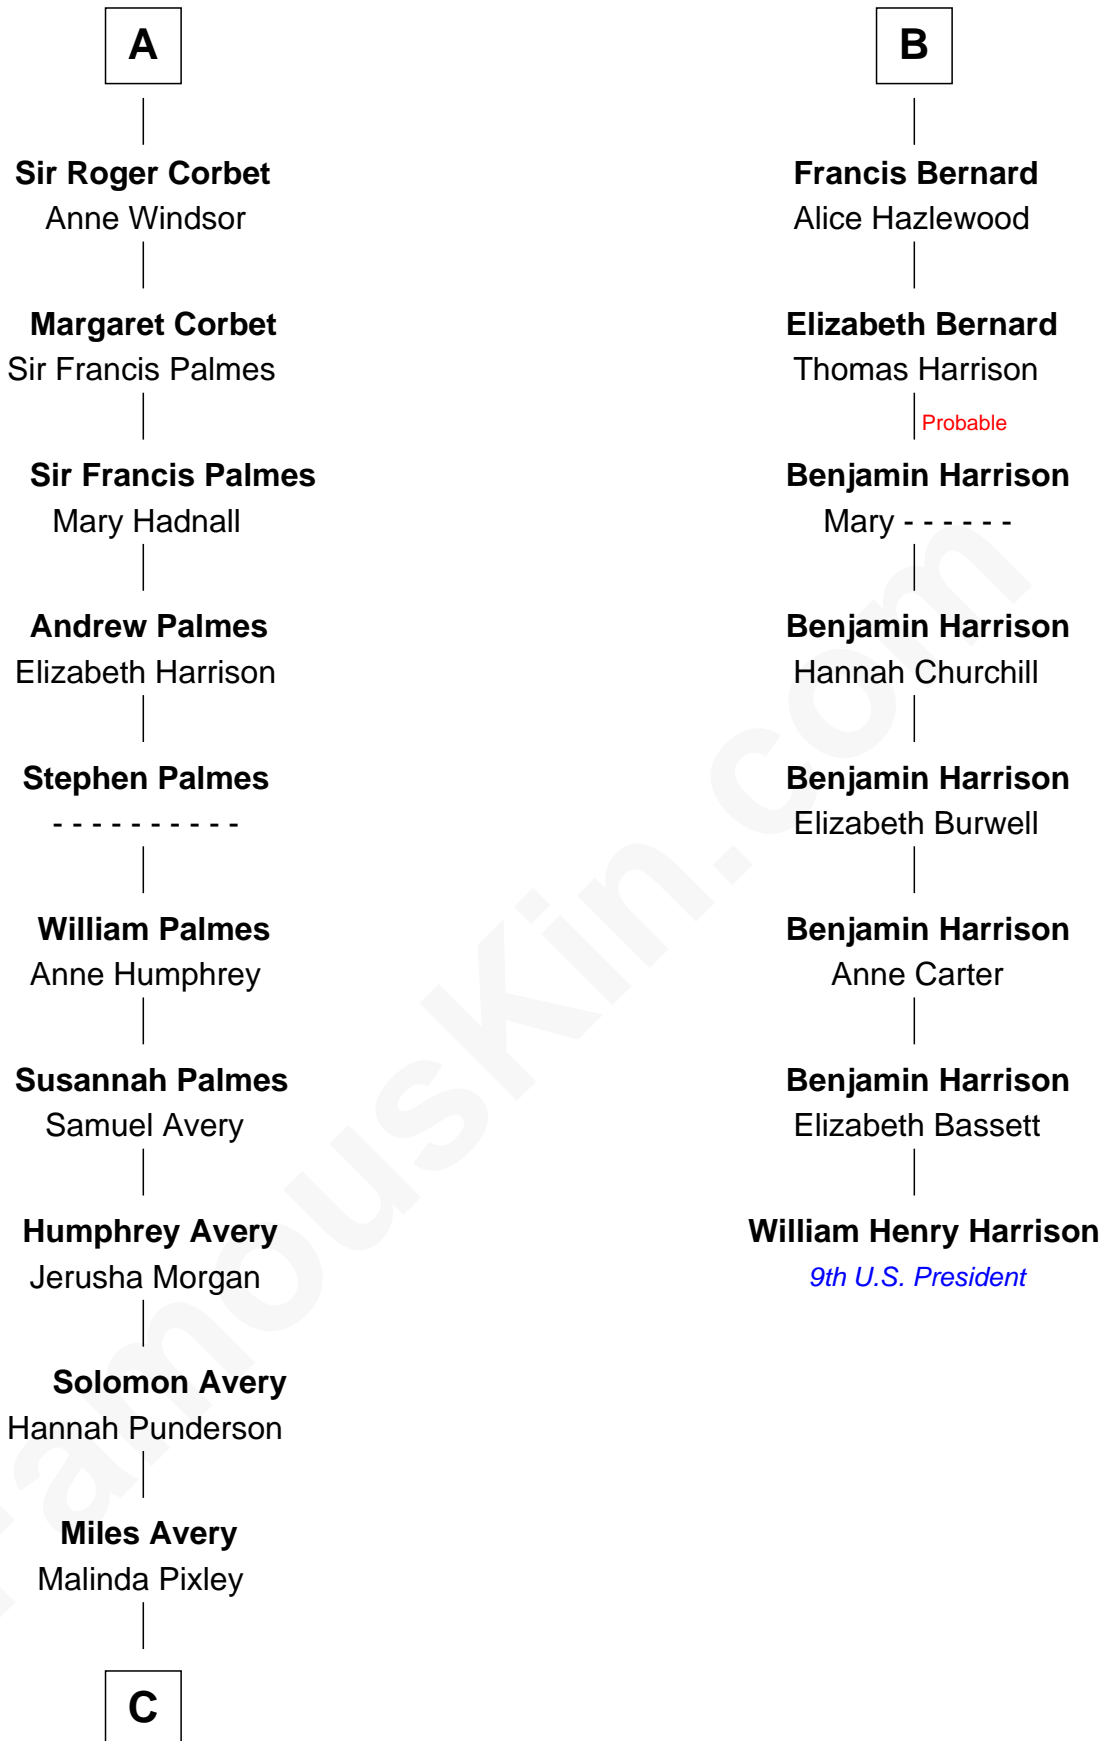 A
Sir Roger Corbet
Anne Windsor
Margaret Corbet
Sir Francis Palmes
Sir Francis Palmes
Mary Hadnall
Andrew Palmes
Elizabeth Harrison
Stephen Palmes
- - - - - - - - - -
William Palmes
Anne Humphrey
Susannah Palmes
Samuel Avery
Humphrey Avery
Jerusha Morgan
Solomon Avery
Hannah Punderson
Miles Avery
Malinda Pixley
C
B
Francis Bernard
Alice Hazlewood
Elizabeth Bernard
Thomas Harrison
Probable
Benjamin Harrison
Mary - - - - - -
Benjamin Harrison
Hannah Churchill
Benjamin Harrison
Elizabeth Burwell
Benjamin Harrison
Anne Carter
Benjamin Harrison
Elizabeth Bassett
William Henry Harrison
9th U.S. President
FamousKin.com